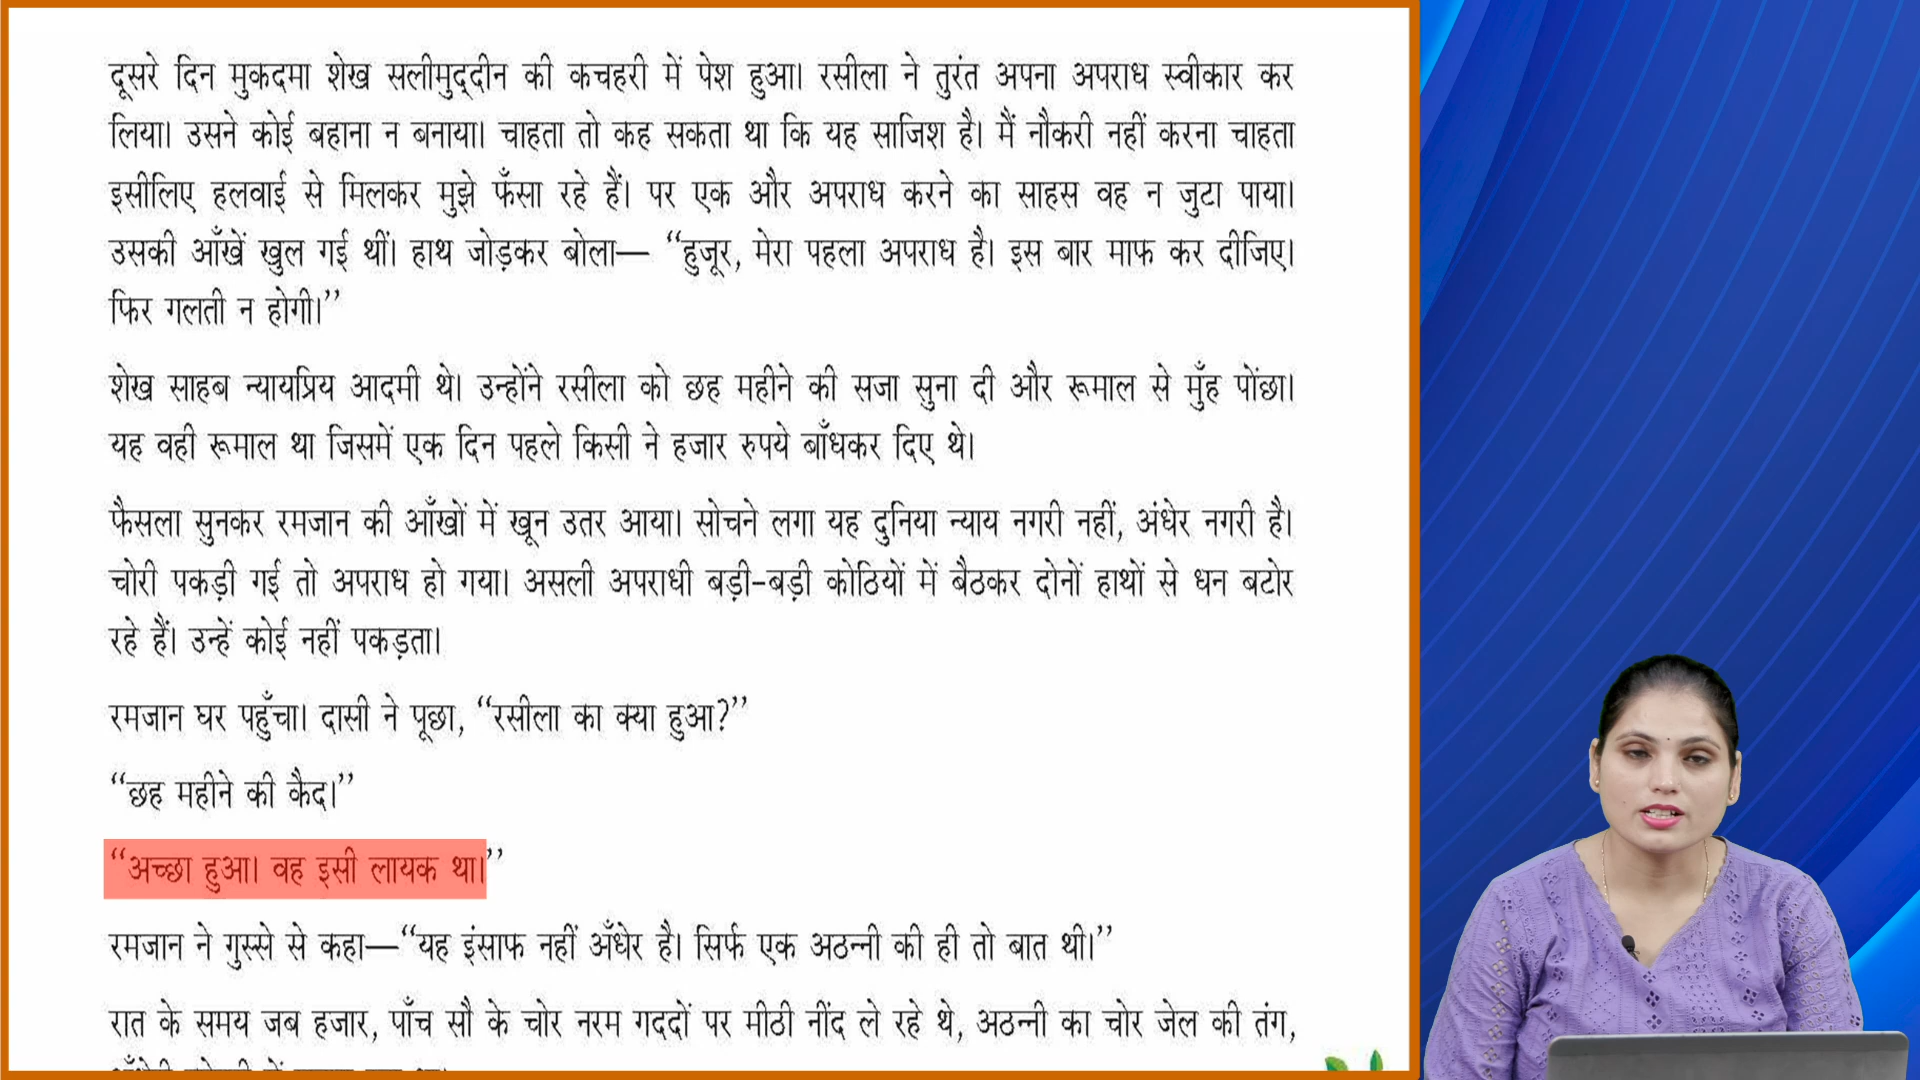 दूसरे दिन मुकदमा शेख सलीमुद्‌दीन की कचहरी में पेश हुआ। रसीला ने तुरंत अपना अपराध स्वीकार कर
लिया। उसने कोई बहाना न बनाया। चाहता तो कह सकता था कि यह साजिश है। मैं नौकरी नहीं करना चाहता
इसीलिए हलवाई से मिलकर मुझे फँसा रहे हैं। पर एक और अपराध करने का साहस वह न जुटा पाया।
उसकी आँखें खुल गई थीं। हाथ जोड़कर बोला— “हुजूर, मेरा पहला अपराध है। इस बार माफ कर दीजिए।
फिर गलती न होगी।”
शेख साहब न्यायप्रिय आदमी थे। उन्होंने रसीला को छह महीने की सजा सुना दी और रूमाल से मुँह पोंछा।
यह वही रूमाल था जिसमें एक दिन पहले किसी ने हजार रुपये बाँधकर दिए थे।
फैसला सुनकर रमजान की आँखों में खून उतर आया। सोचने लगा यह दुनिया न्याय नगरी नहीं, अंधेर नगरी है।
चोरी पकड़ी गई तो अपराध हो गया। असली अपराधी बड़ी-बड़ी कोठियों में बैठकर दोनों हाथों से धन बटोर
रहे हैं। उन्हें कोई नहीं पकड़ता।
रमजान घर पहुँचा। दासी ने पूछा, “रसीला का क्या हुआ?”
“छह महीने की कैद।”
“अच्छा हुआ। वह इसी लायक था।”
रमजान ने गुस्से से कहा—“यह इंसाफ नहीं अँधेर है। सिर्फ एक अठन्नी की ही तो बात थी।”
रात के समय जब हजार, पाँच सौ के चोर नरम गददों पर मीठी नींद ले रहे थे, अठन्नी का चोर जेल की तंग,